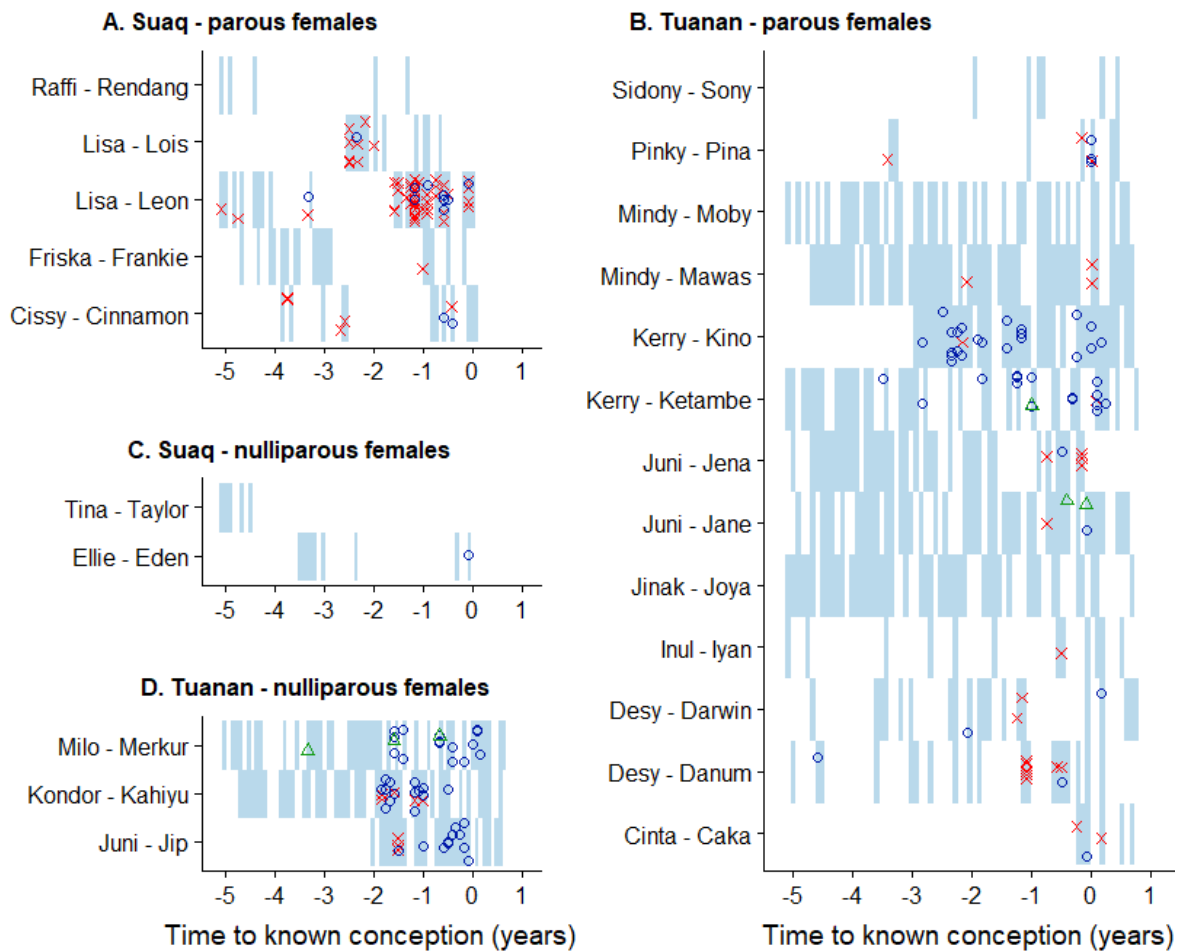 A. Suaq - parous females
Raffi - Rendang
Lisa - Lois
Lisa - Leon
Friska - Frankie
Cissy - Cinnamon
-5 -4 -3 -2 -1 0 1
C. Suaq - nulliparous females
Tina - Taylor
Ellie - Eden
-5 -4 -3 -2 -1 0 1
D. Tuanan - nulliparous females
Milo - Merkur
Kondor - Kahiyu
Juni - Jip
-5 -4 -3 -2 -1 0 1
Time to known conception (years)
B. Tuanan - parous females
Sidony - Sony
Pinky - Pina
Mindy - Moby
Mindy - Mawas
Kerry - Kino
Kerry - Ketambe
Juni - Jena
Juni - Jane
Jinak - Joya
Inul - Iyan
Desy - Darwin
Desy - Danum
Cinta - Caka
-5 -4 -3 -2 -1 0 1
Time to known conception (years)